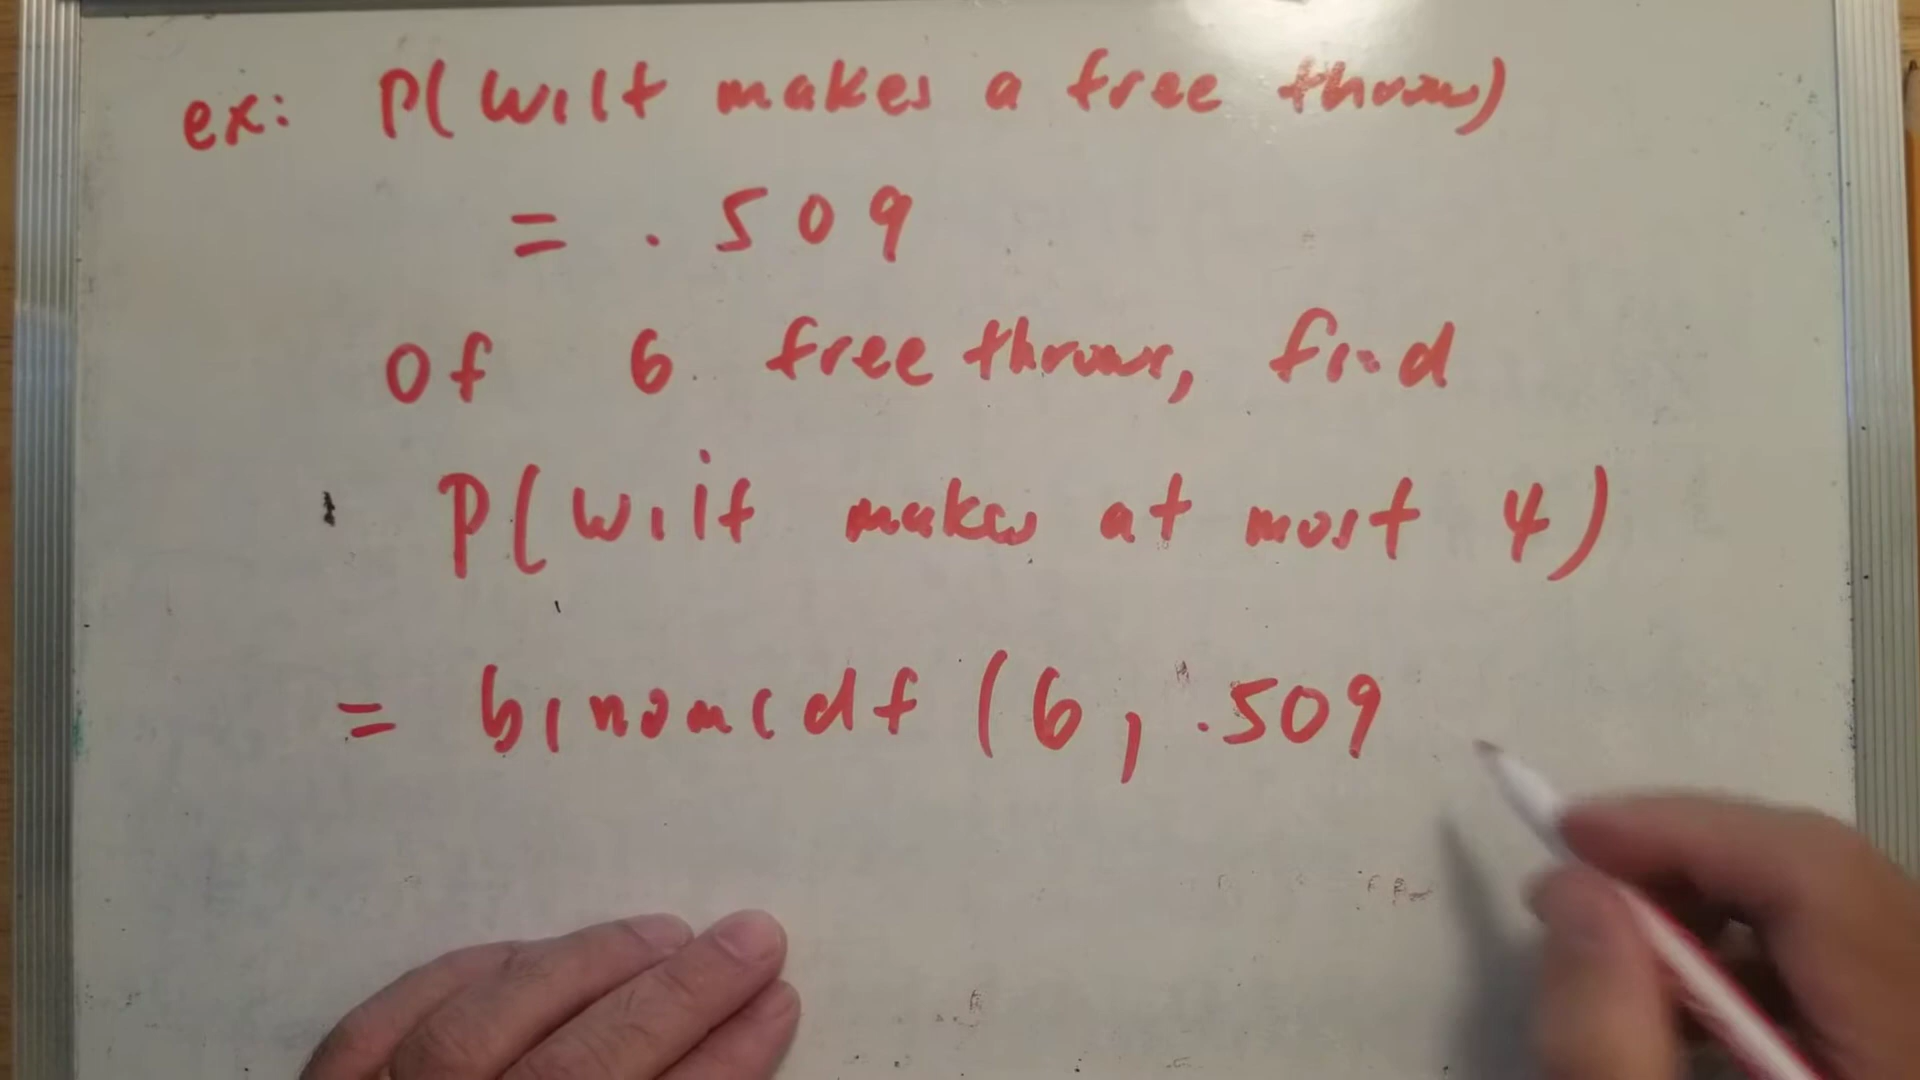 ex: P(Wilt makes a free throw)
= .509
Of 6 free throws, find
P(Wilt makes at most 4)
= binomcdf (6, .509